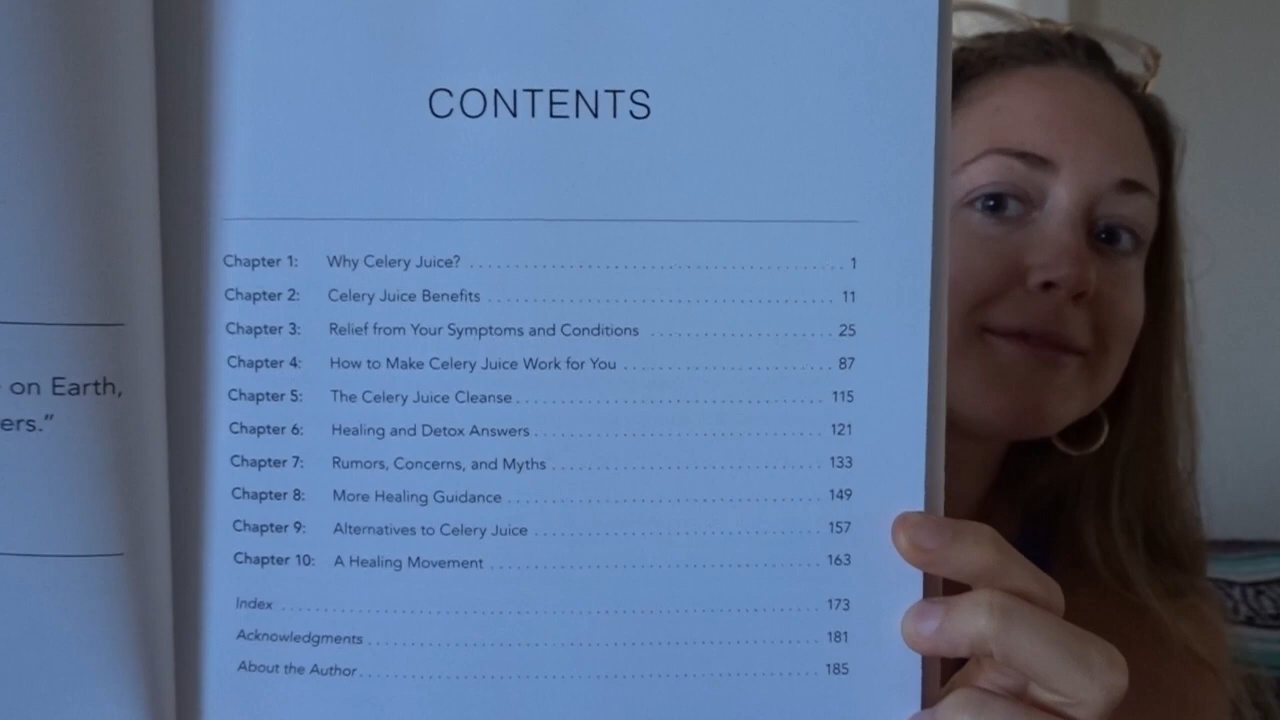 on Earth,
ers.”
CONTENTS
Chapter 1: Why Celery Juice? 1
Chapter 2: Celery Juice Benefits 11
Chapter 3: Relief from Your Symptoms and Conditions 25
Chapter 4: How to Make Celery Juice Work for You 87
Chapter 5: The Celery Juice Cleanse 115
Chapter 6: Healing and Detox Answers 121
Chapter 7: Rumors, Concerns, and Myths 133
Chapter 8: More Healing Guidance 149
Chapter 9: Alternatives to Celery Juice 157
Chapter 10: A Healing Movement 163
Index 173
Acknowledgments 181
About the Author 185